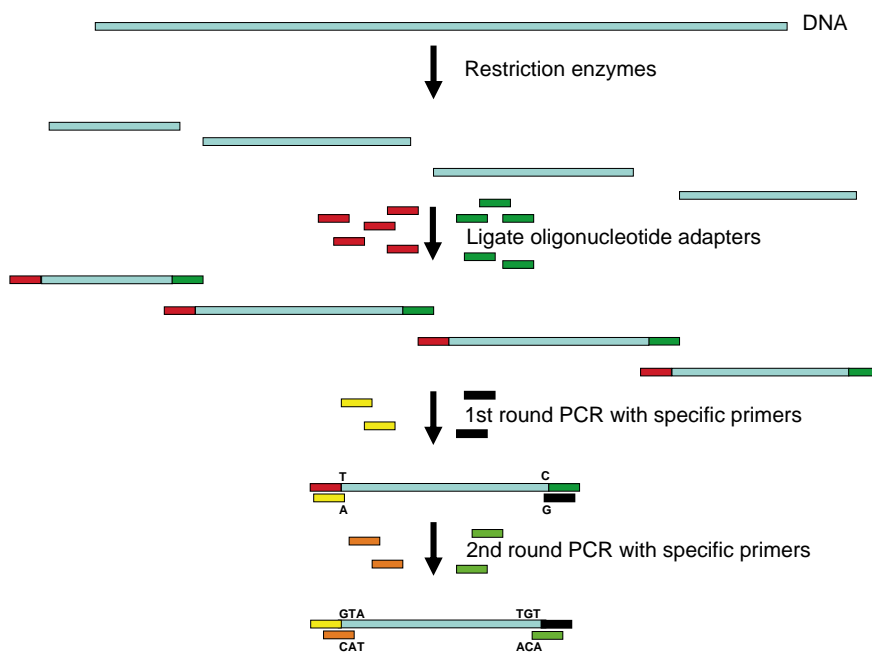 DNA
Restriction enzymes
Ligate oligonucleotide adapters
1st round PCR with specific primers
T C
A G
2nd round PCR with specific primers
GTA TGT
CAT ACA